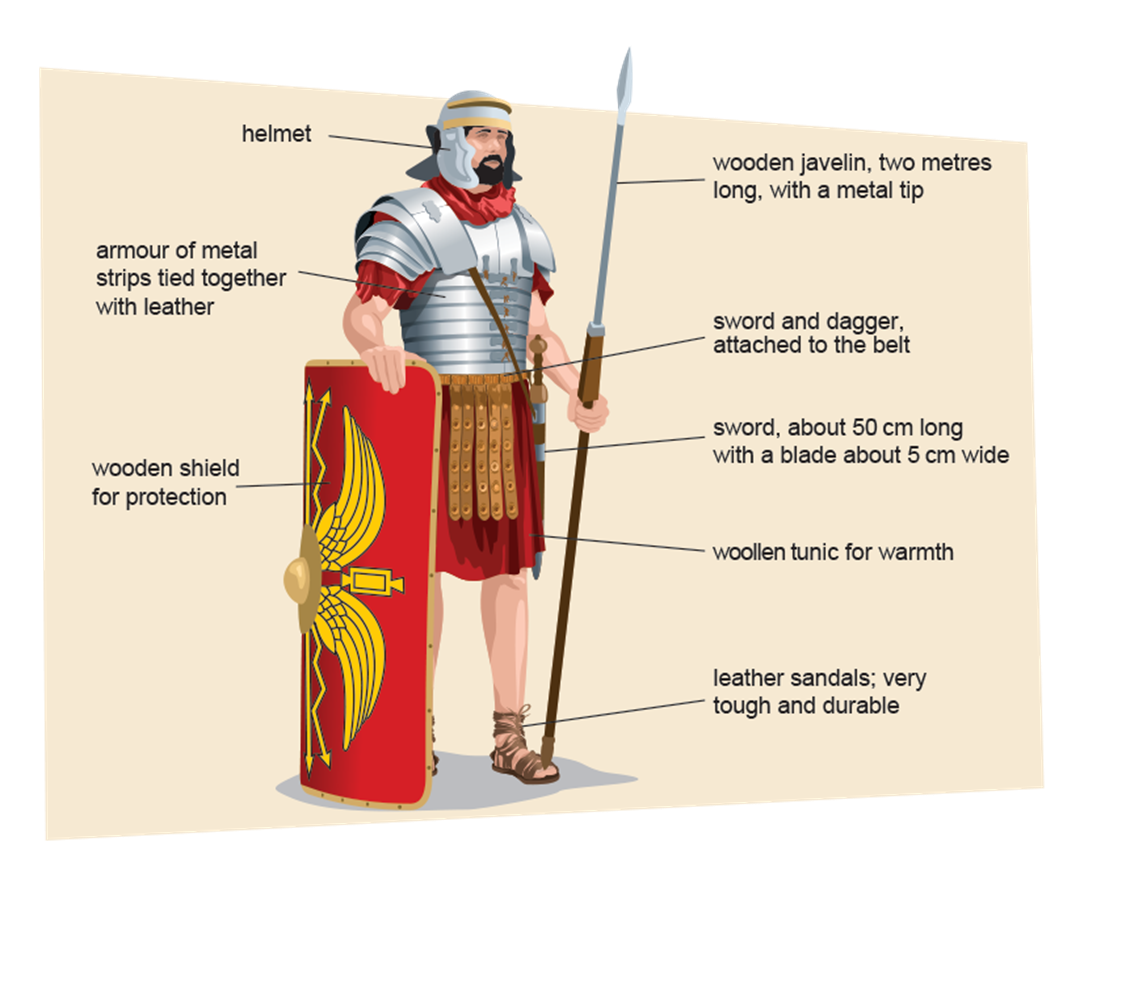 helmet
armour of metal
strips tied together
with leather
wooden shield
for protection
wooden javelin, two metres
long, with a metal tip
sword and dagger,
attached to the belt
sword, about 50 cm long
with a blade about 5 cm wide
woollen tunic for warmth
leather sandals; very
tough and durable